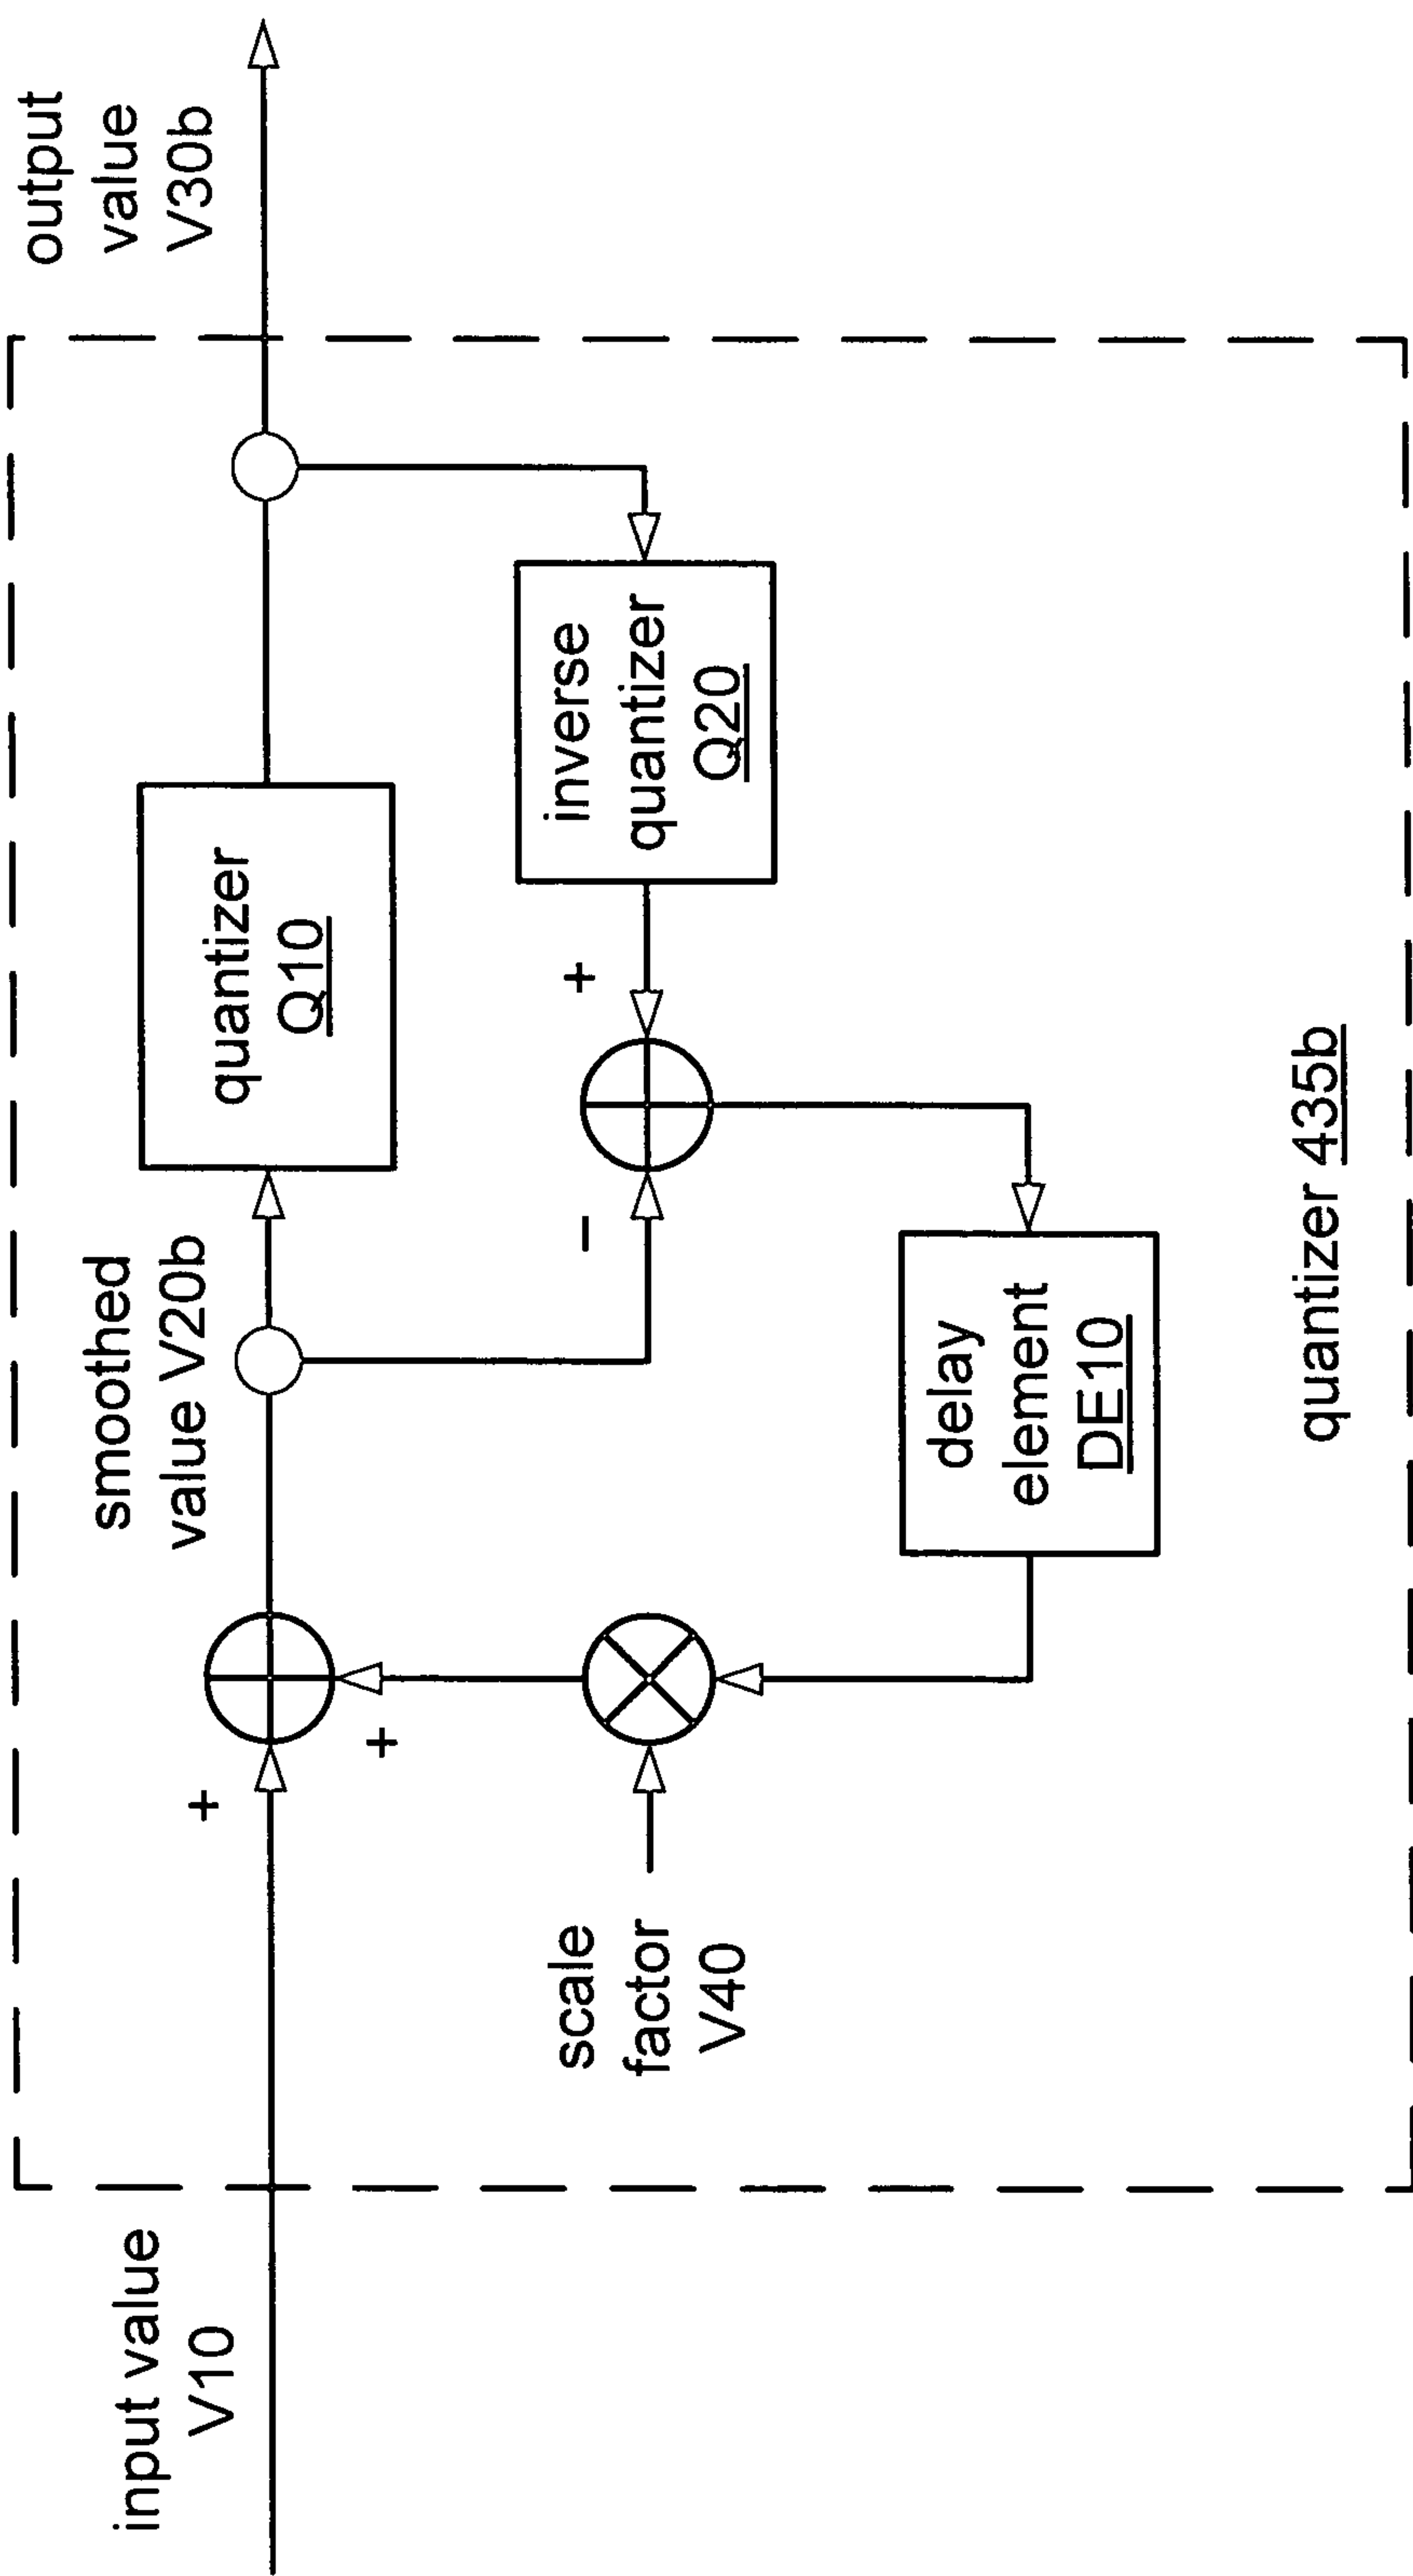 input value
V10
+
+
scale
factor
V40
smoothed
value V20b
quantizer
Q10
–
+
inverse
quantizer
Q20
delay
element
DE10
output
value
V30b
quantizer 435b